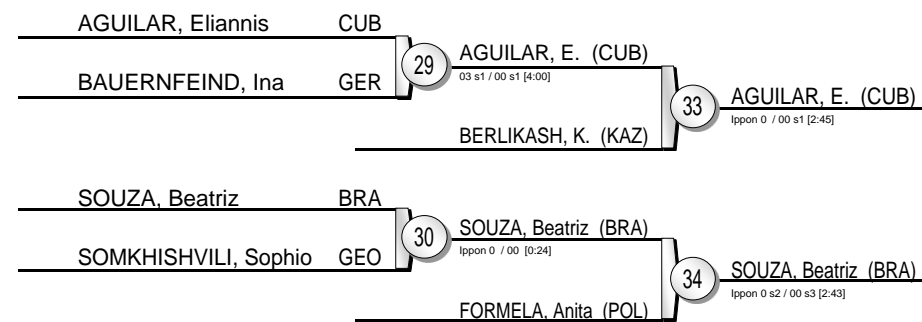 AGUILAR, Eliannis CUB
BAUERNFEIND, Ina GER
29
AGUILAR, E. (CUB)
03 s1 / 00 s1 [4:00]
BERLIKASH, K. (KAZ)
33
AGUILAR, E. (CUB)
Ippon 0 / 00 s1 [2:45]
SOUZA, Beatriz BRA
SOMKHISHVILI, Sophio GEO
30
SOUZA, Beatriz (BRA)
Ippon 0 / 00 [0:24]
FORMELA, Anita (POL)
34
SOUZA, Beatriz (BRA)
Ippon 0 s2 / 00 s3 [2:43]